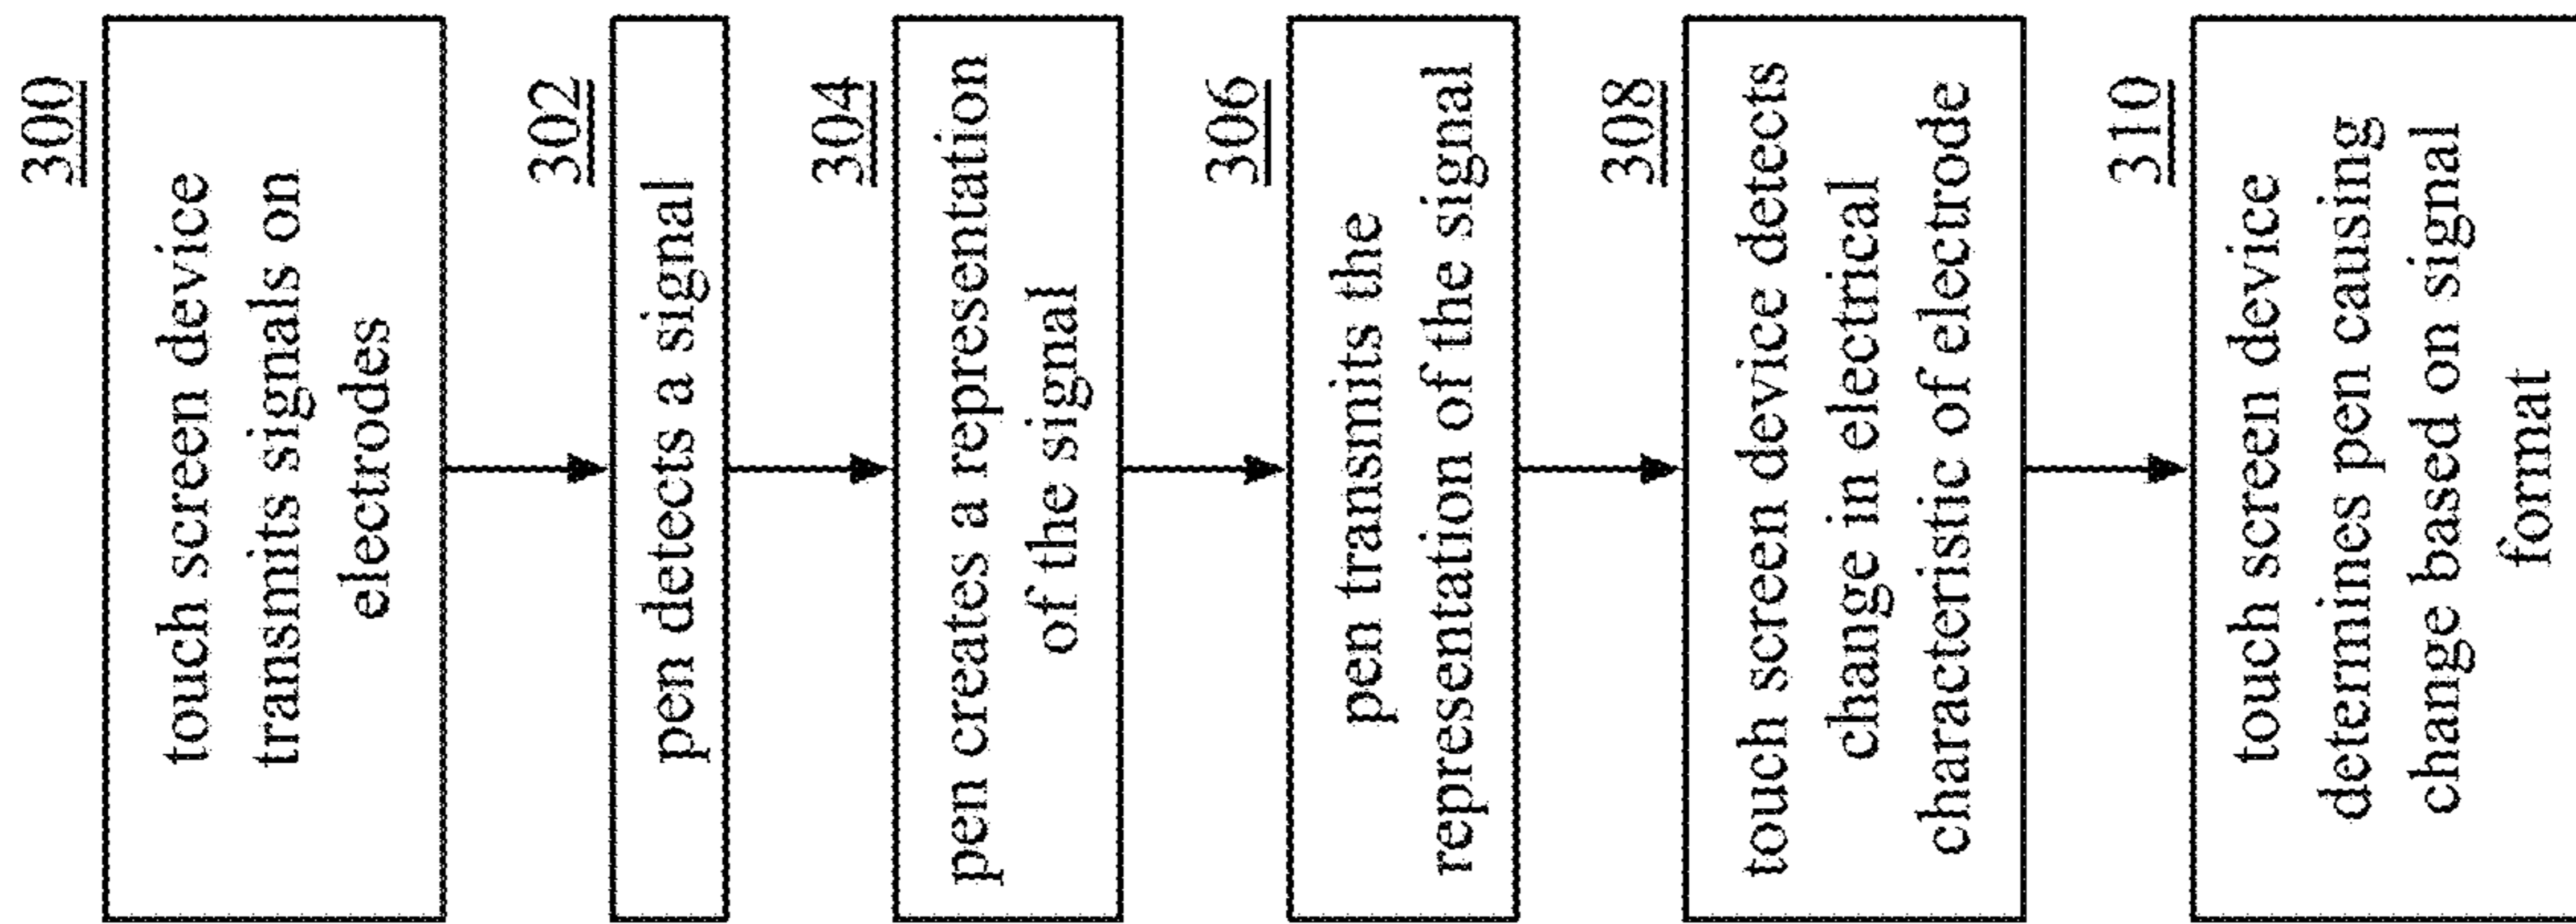 300
touch screen device
transmits signals on
electrodes
302
pen detects a signal
304
pen creates a representation
of the signal
306
pen transmits the
representation of the signal
308
touch screen device detects
change in electrical
characteristic of electrode
310
touch screen device
determines pen causing
change based on signal
format